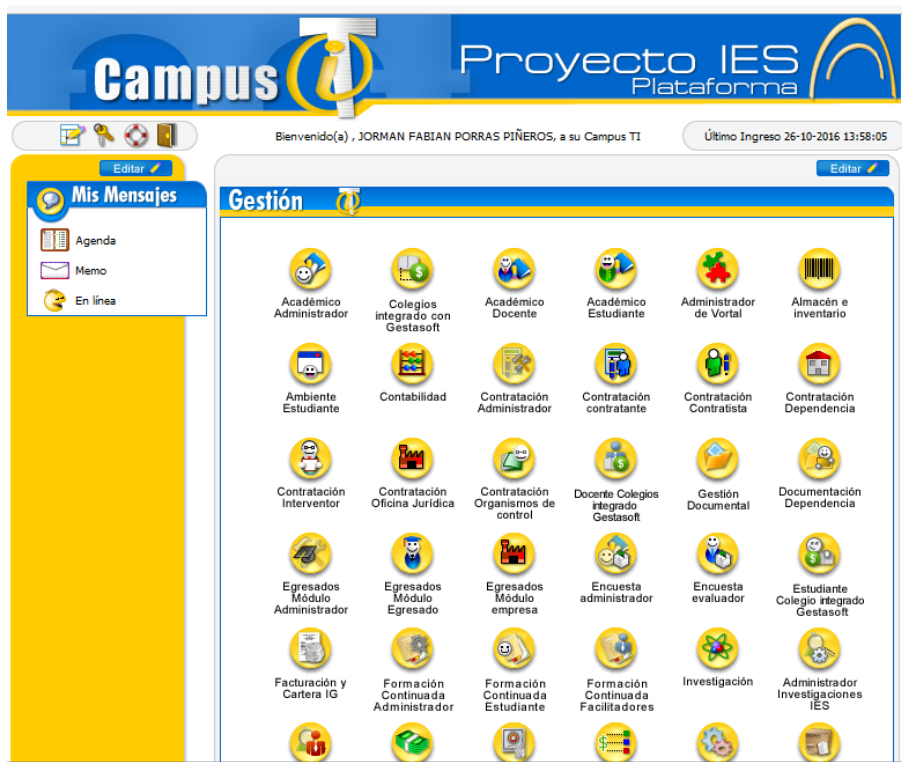 Campus iT
Proyecto IES
Plataforma
Bienvenido(a) , JORMAN FABIAN PORRAS PIÑEROS, a su Campus TI
Último Ingreso 26-10-2016 13:58:05
Editar
Mis Mensajes
Agenda
Memo
En línea
Editar
Gestión
Académico
Administrador
Colegios
integrado con
Gestasoft
Académico
Docente
Académico
Estudiante
Administrador
de Vortal
Almacén e
inventario
Ambiente
Estudiante
Contabilidad
Contratación
Administrador
Contratación
contratante
Contratación
Contratista
Contratación
Dependencia
Contratación
Interventor
Contratación
Oficina Jurídica
Contratación
Organismos de
control
Docente Colegios
integrado
Gestasoft
Gestión
Documental
Documentación
Dependencia
Egresados
Módulo
Administrador
Egresados
Módulo
Egresado
Egresados
Módulo
empresa
Encuesta
administrador
Encuesta
evaluador
Estudiante
Colegio integrado
Gestasoft
Facturación y
Cartera IG
Formación
Continuada
Administrador
Formación
Continuada
Estudiante
Formación
Continuada
Facilitadores
Investigación
Administrador
Investigaciones
IES